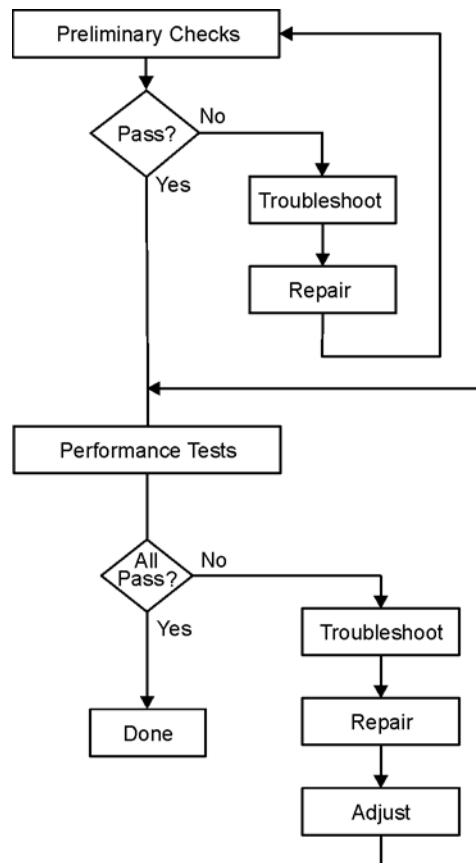 Preliminary Checks
Pass?
No
Yes
Troubleshoot
Repair
Performance Tests
All
Pass?
No
Yes
Troubleshoot
Done
Repair
Adjust